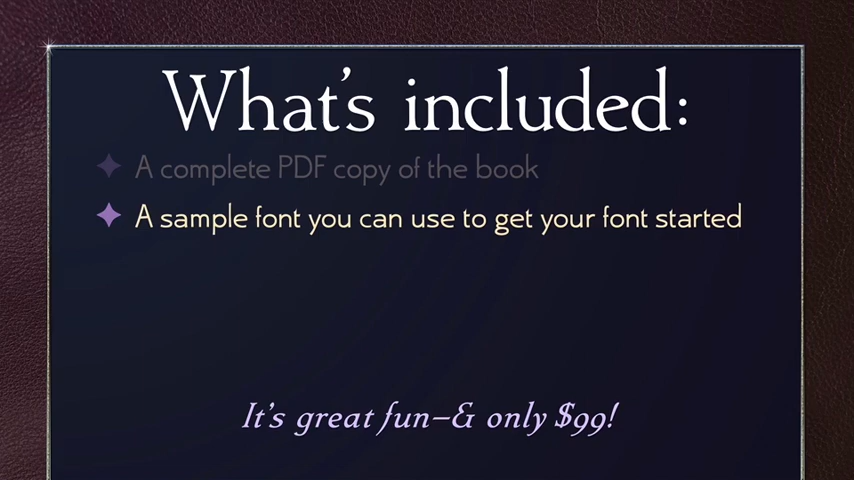 What's included:
A complete PDF copy of the book
A sample font you can use to get your font started
It's great fun–& only $99!